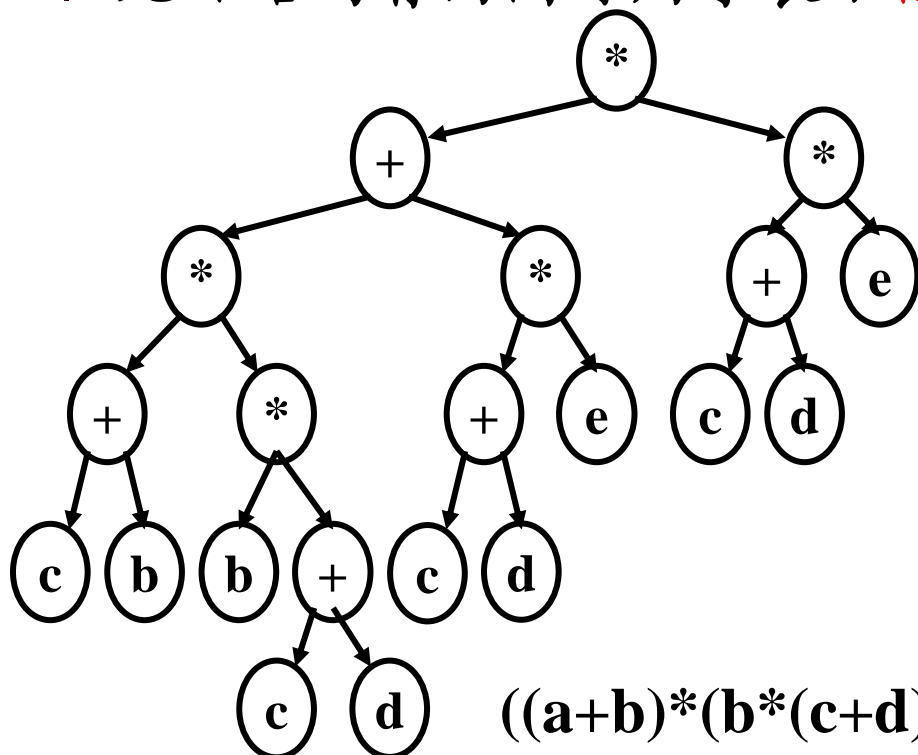 *
+ *
* * + e
+ * + e c d
c b b + c d
c d
((a+b)*(b*(c+d)